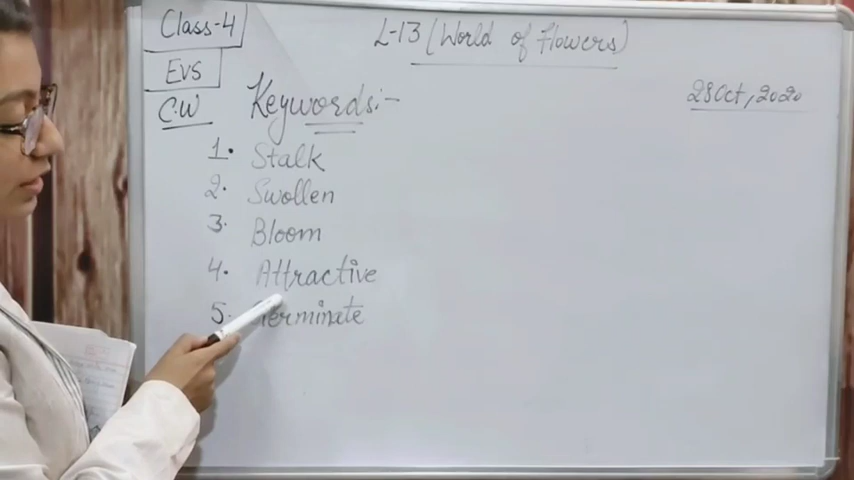 Class-4
L-13 (World of Flowers)
EVS
C.W
28 Oct, 2020
Keywords:-
1. Stalk
2. Swollen
3. Bloom
4. Attractive
5. Germinate